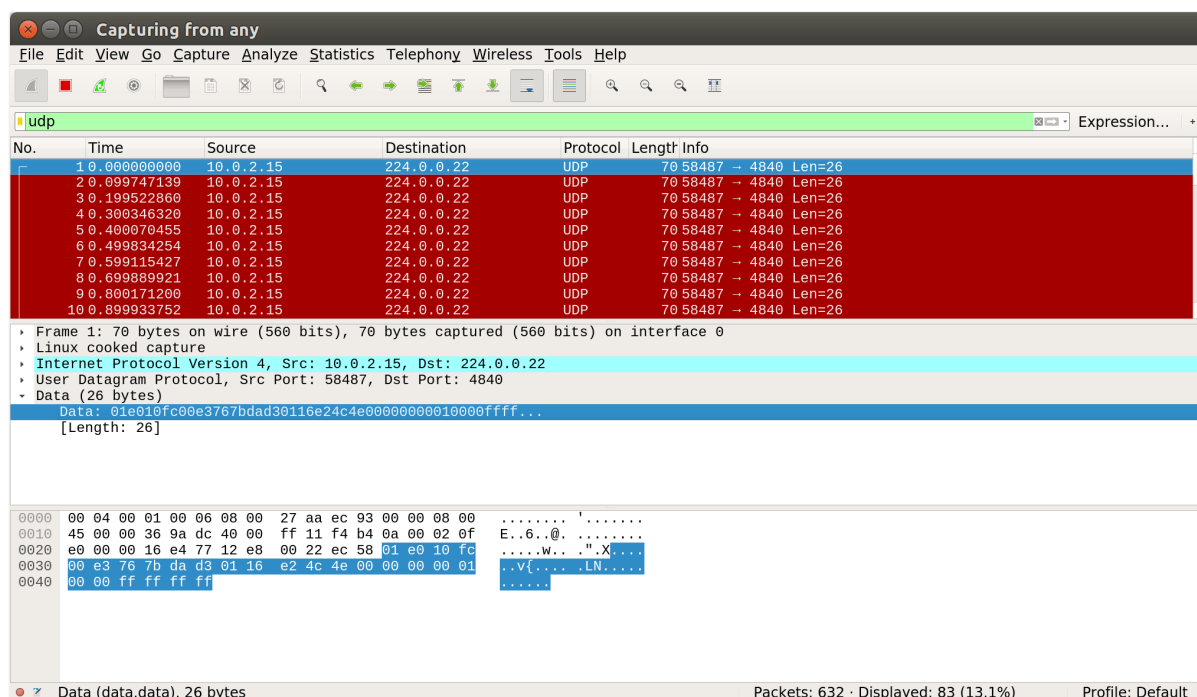 Capturing from any
File Edit View Go Capture Analyze Statistics Telephony Wireless Tools Help
udp Expression... +
No. Time Source Destination Protocol Length Info
1 0.000000000 10.0.2.15 224.0.0.22 UDP 70 58487 → 4840 Len=26
2 0.099747139 10.0.2.15 224.0.0.22 UDP 70 58487 → 4840 Len=26
3 0.199522860 10.0.2.15 224.0.0.22 UDP 70 58487 → 4840 Len=26
4 0.300346320 10.0.2.15 224.0.0.22 UDP 70 58487 → 4840 Len=26
5 0.400070455 10.0.2.15 224.0.0.22 UDP 70 58487 → 4840 Len=26
6 0.499834254 10.0.2.15 224.0.0.22 UDP 70 58487 → 4840 Len=26
7 0.599115427 10.0.2.15 224.0.0.22 UDP 70 58487 → 4840 Len=26
8 0.699889921 10.0.2.15 224.0.0.22 UDP 70 58487 → 4840 Len=26
9 0.800171200 10.0.2.15 224.0.0.22 UDP 70 58487 → 4840 Len=26
10 0.899933752 10.0.2.15 224.0.0.22 UDP 70 58487 → 4840 Len=26
Frame 1: 70 bytes on wire (560 bits), 70 bytes captured (560 bits) on interface 0
Linux cooked capture
Internet Protocol Version 4, Src: 10.0.2.15, Dst: 224.0.0.22
User Datagram Protocol, Src Port: 58487, Dst Port: 4840
Data (26 bytes)
Data: 01e010fc00e3767bdad30116e24c4e00000000010000ffff...
[Length: 26]
0000 00 04 00 01 00 06 08 00 27 aa ec 93 00 00 08 00 ........ '.......
0010 45 00 00 36 9a dc 40 00 ff 11 f4 b4 0a 00 02 0f E..6..@. ........
0020 e0 00 00 16 e4 77 12 e8 00 22 ec 58 01 e0 10 fc .....w.. .".X....
0030 00 e3 76 7b da d3 01 16 e2 4c 4e 00 00 00 00 01 ..v{.... .LN.....
0040 00 00 ff ff ff ff ......
Data (data.data), 26 bytes Packets: 632 · Displayed: 83 (13.1%) Profile: Default